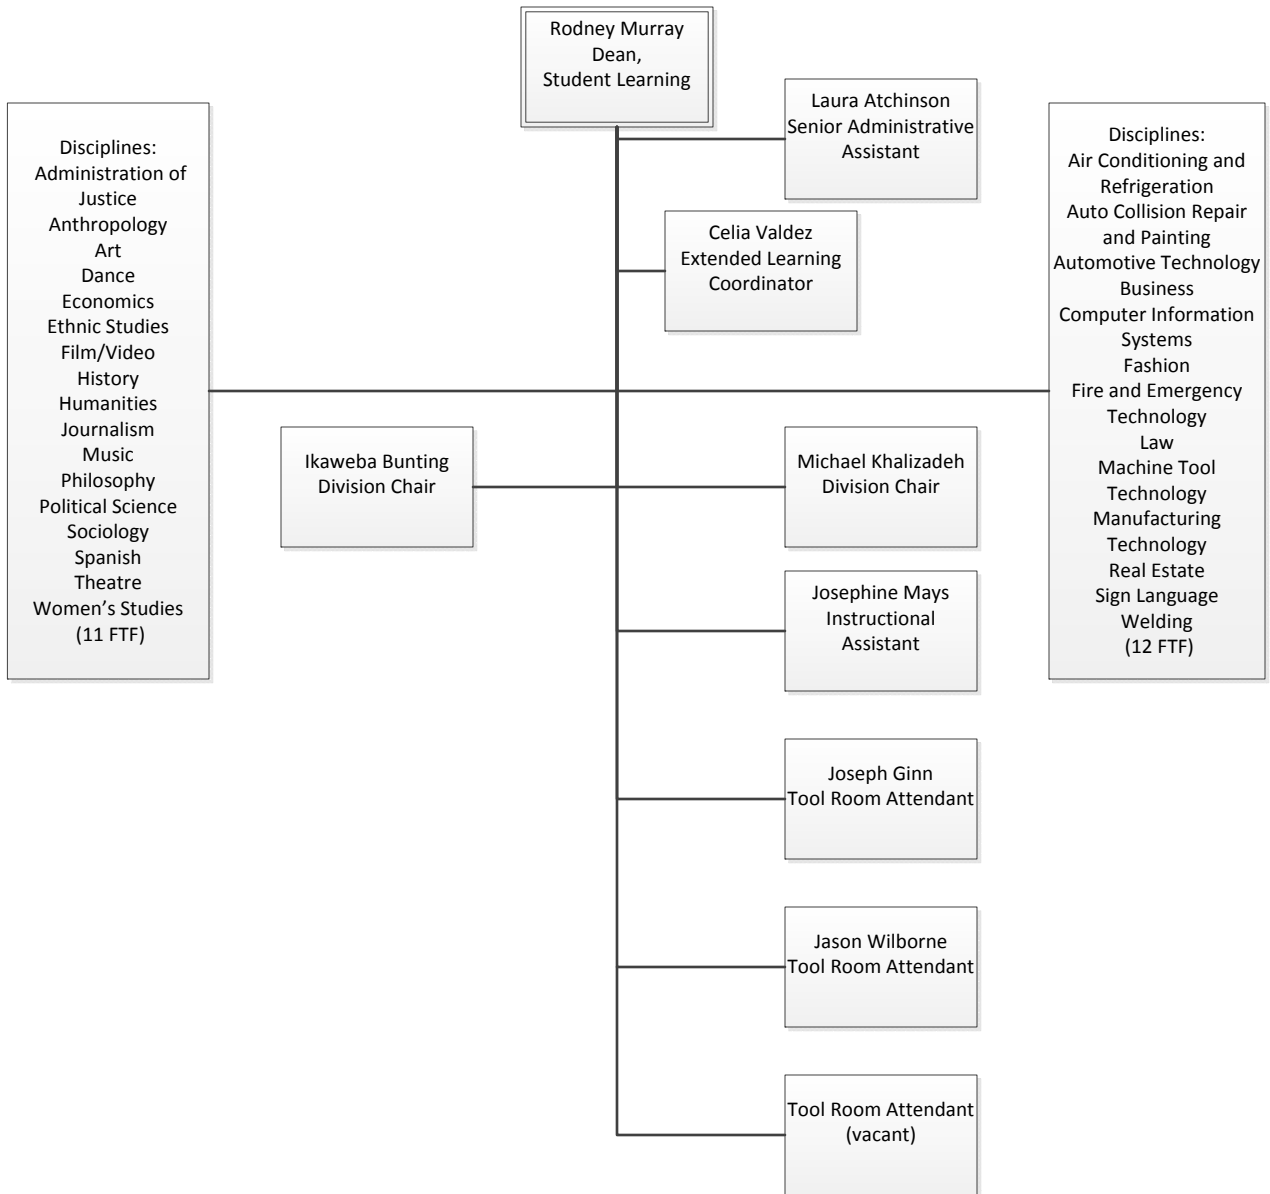 Rodney Murray
Dean,
Student Learning
Laura Atchinson
Senior Administrative
Assistant
Celia Valdez
Extended Learning
Coordinator
Disciplines:
Administration of
Justice
Anthropology
Art
Dance
Economics
Ethnic Studies
Film/Video
History
Humanities
Journalism
Music
Philosophy
Political Science
Sociology
Spanish
Theatre
Women’s Studies
(11 FTF)
Disciplines:
Air Conditioning and
Refrigeration
Auto Collision Repair
and Painting
Automotive Technology
Business
Computer Information
Systems
Fashion
Fire and Emergency
Technology
Law
Machine Tool
Technology
Manufacturing
Technology
Real Estate
Sign Language
Welding
(12 FTF)
Ikaweba Bunting
Division Chair
Michael Khalizadeh
Division Chair
Josephine Mays
Instructional
Assistant
Joseph Ginn
Tool Room Attendant
Jason Wilborne
Tool Room Attendant
Tool Room Attendant
(vacant)